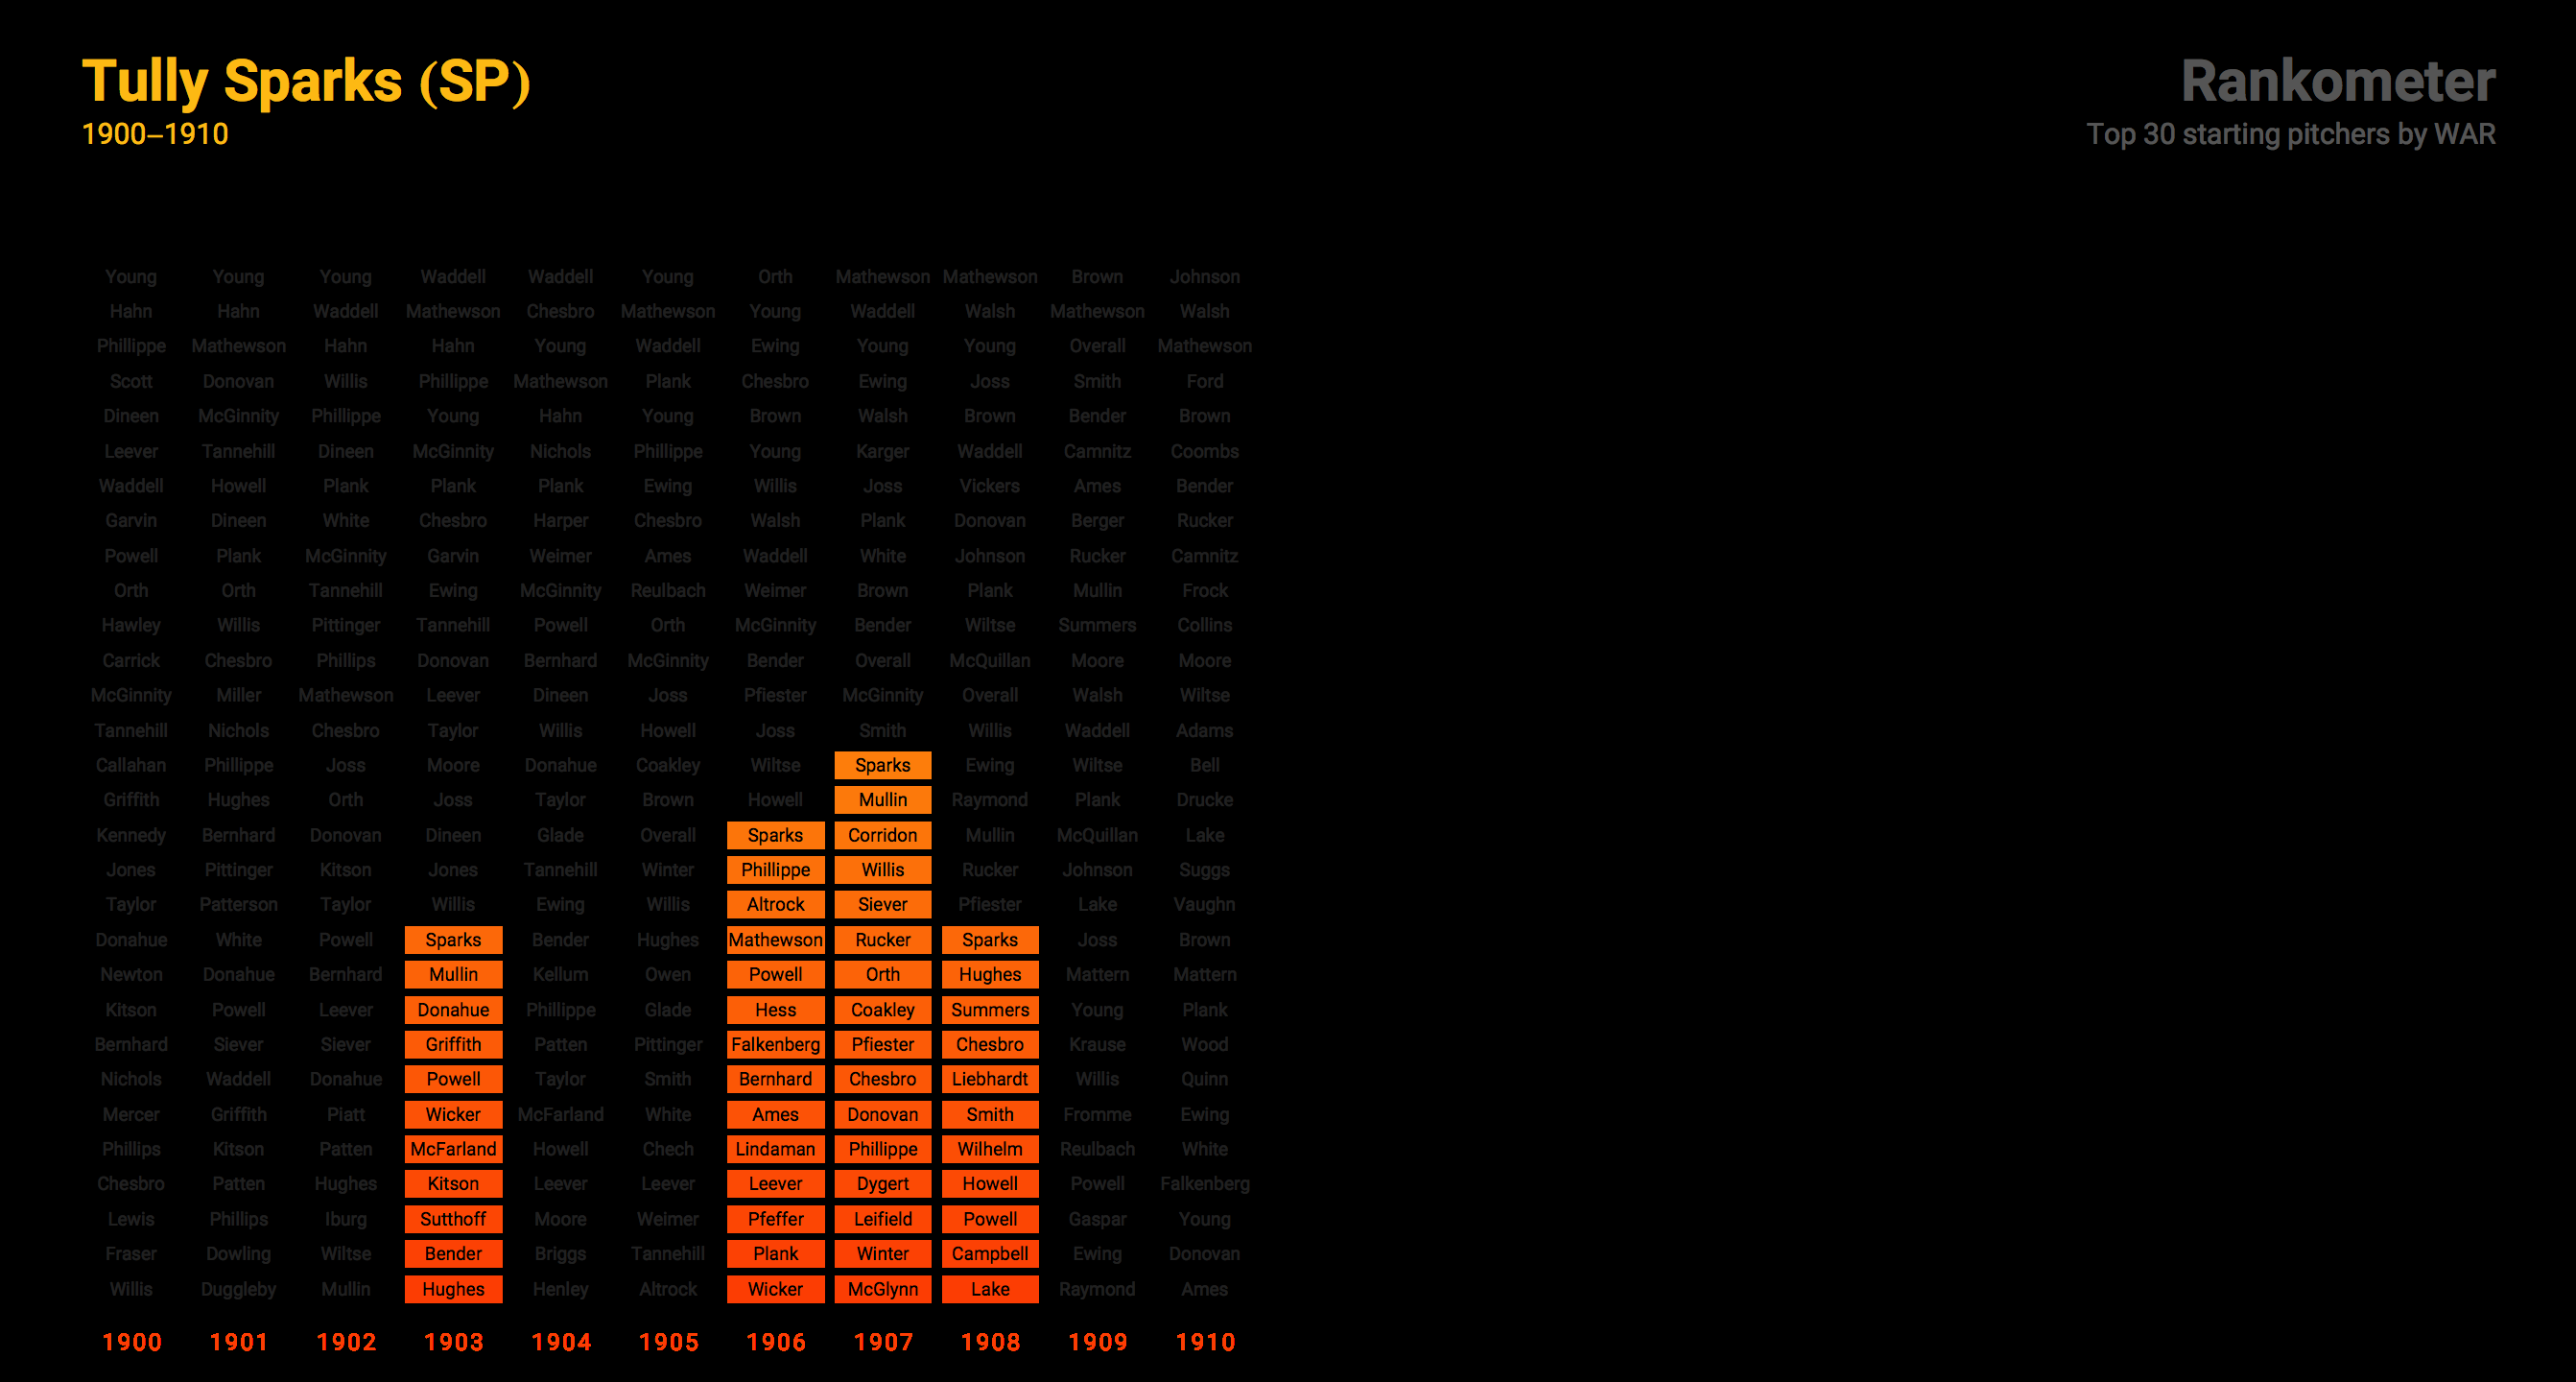 Tully Sparks (SP)
1900–1910
Rankometer
Top 30 starting pitchers by WAR
Young Young Young Waddell Waddell Young Orth Mathewson Mathewson Brown Johnson
Hahn Hahn Waddell Mathewson Chesbro Mathewson Young Waddell Walsh Mathewson Walsh
Phillippe Mathewson Hahn Hahn Young Waddell Ewing Young Young Overall Mathewson
Scott Donovan Willis Phillippe Mathewson Plank Chesbro Ewing Joss Smith Ford
Dineen McGinnity Phillippe Young Hahn Young Brown Walsh Brown Bender Brown
Leever Tannehill Dineen McGinnity Nichols Phillippe Young Karger Waddell Camnitz Coombs
Waddell Howell Plank Plank Plank Ewing Willis Joss Vickers Ames Bender
Garvin Dineen White Chesbro Harper Chesbro Walsh Plank Donovan Berger Rucker
Powell Plank McGinnity Garvin Weimer Ames Waddell White Johnson Rucker Camnitz
Orth Orth Tannehill Ewing McGinnity Reulbach Weimer Brown Plank Mullin Frock
Hawley Willis Pittinger Tannehill Powell Orth McGinnity Bender Wiltse Summers Collins
Carrick Chesbro Phillips Donovan Bernhard McGinnity Bender Overall McQuillan Moore Moore
McGinnity Miller Mathewson Leever Dineen Joss Pfiester McGinnity Overall Walsh Wiltse
Tannehill Nichols Chesbro Taylor Willis Howell Joss Smith Willis Waddell Adams
Callahan Phillippe Joss Moore Donahue Coakley Wiltse Sparks Ewing Wiltse Bell
Griffith Hughes Orth Joss Taylor Brown Howell Mullin Raymond Plank Drucke
Kennedy Bernhard Donovan Dineen Glade Overall Sparks Corridon Mullin McQuillan Lake
Jones Pittinger Kitson Jones Tannehill Winter Phillippe Willis Rucker Johnson Suggs
Taylor Patterson Taylor Willis Ewing Willis Altrock Siever Pfiester Lake Vaughn
Donahue White Powell Sparks Bender Hughes Mathewson Rucker Sparks Joss Brown
Newton Donahue Bernhard Mullin Kellum Owen Powell Orth Hughes Mattern Mattern
Kitson Powell Leever Donahue Phillippe Glade Hess Coakley Summers Young Plank
Bernhard Siever Siever Griffith Patten Pittinger Falkenberg Pfiester Chesbro Krause Wood
Nichols Waddell Donahue Powell Taylor Smith Bernhard Chesbro Liebhardt Willis Quinn
Mercer Griffith Piatt Wicker McFarland White Ames Donovan Smith Fromme Ewing
Phillips Kitson Patten McFarland Howell Chech Lindaman Phillippe Wilhelm Reulbach White
Chesbro Patten Hughes Kitson Leever Leever Leever Dygert Howell Powell Falkenberg
Lewis Phillips Iburg Sutthoff Moore Weimer Pfeffer Leifield Powell Gaspar Young
Fraser Dowling Wiltse Bender Briggs Tannehill Plank Winter Campbell Ewing Donovan
Willis Duggleby Mullin Hughes Henley Altrock Wicker McGlynn Lake Raymond Ames
1900 1901 1902 1903 1904 1905 1906 1907 1908 1909 1910